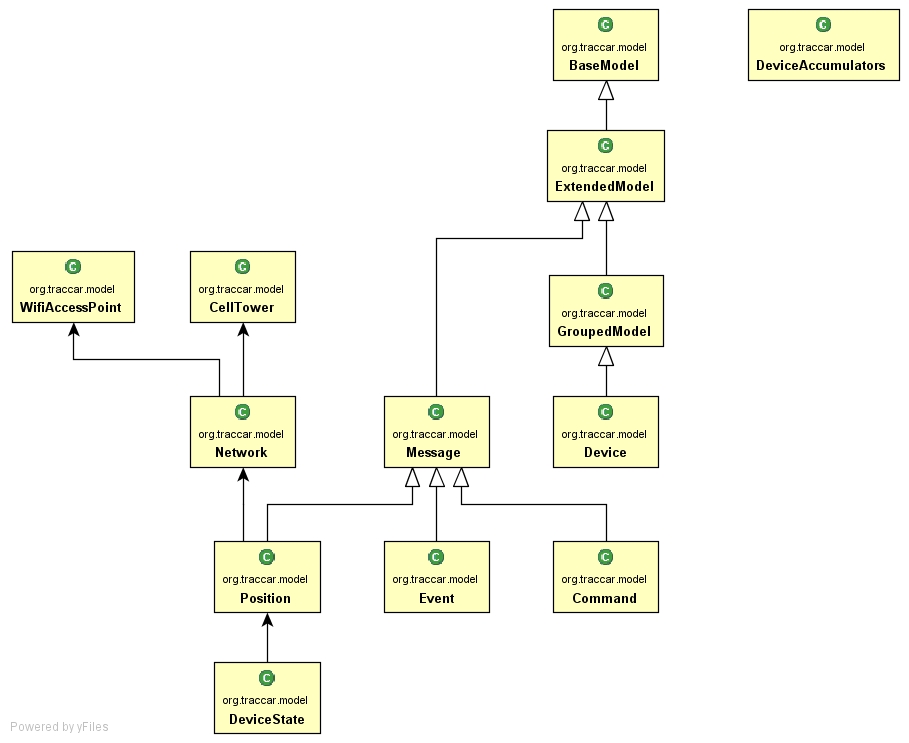 C
org.traccar.model
BaseModel
C
org.traccar.model
DeviceAccumulators
C
org.traccar.model
ExtendedModel
C
org.traccar.model
WifiAccessPoint
C
org.traccar.model
CellTower
C
org.traccar.model
GroupedModel
C
org.traccar.model
Network
C
org.traccar.model
Message
C
org.traccar.model
Device
C
org.traccar.model
Position
C
org.traccar.model
Event
C
org.traccar.model
Command
C
org.traccar.model
DeviceState
Powered by yFiles